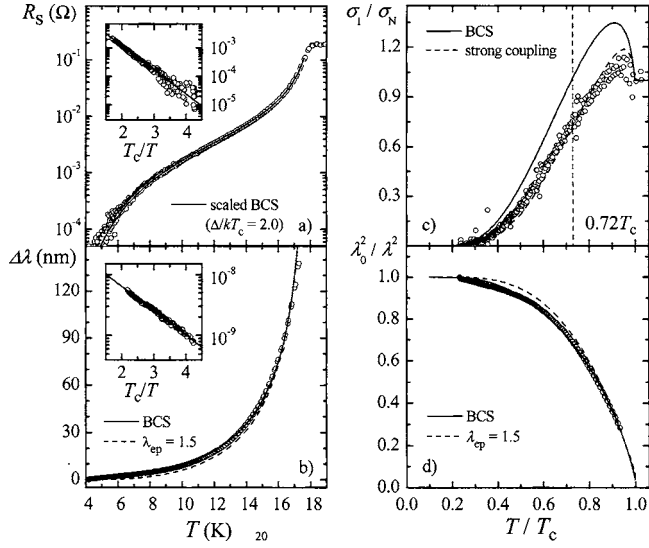 R_S (Ω)
10^-1
10^-2
10^-3
10^-4
10^-3
10^-4
10^-5
2 3 4
T_c/T
scaled BCS
(Δ/kT_c = 2.0)
a)
Δλ (nm)
120
90
60
30
0
10^-8
10^-9
2 3 4
T_c/T
BCS
λ_ep = 1.5
b)
4 6 8 10 12 14 16 18
T (K)
20
σ_1 / σ_N
1.2
0.9
0.6
0.3
BCS
strong coupling
c)
0.72T_c
λ_0^2 / λ^2
1.0
0.8
0.6
0.4
0.2
0.0
BCS
λ_ep = 1.5
d)
0.0 0.2 0.4 0.6 0.8 1.0
T / T_c